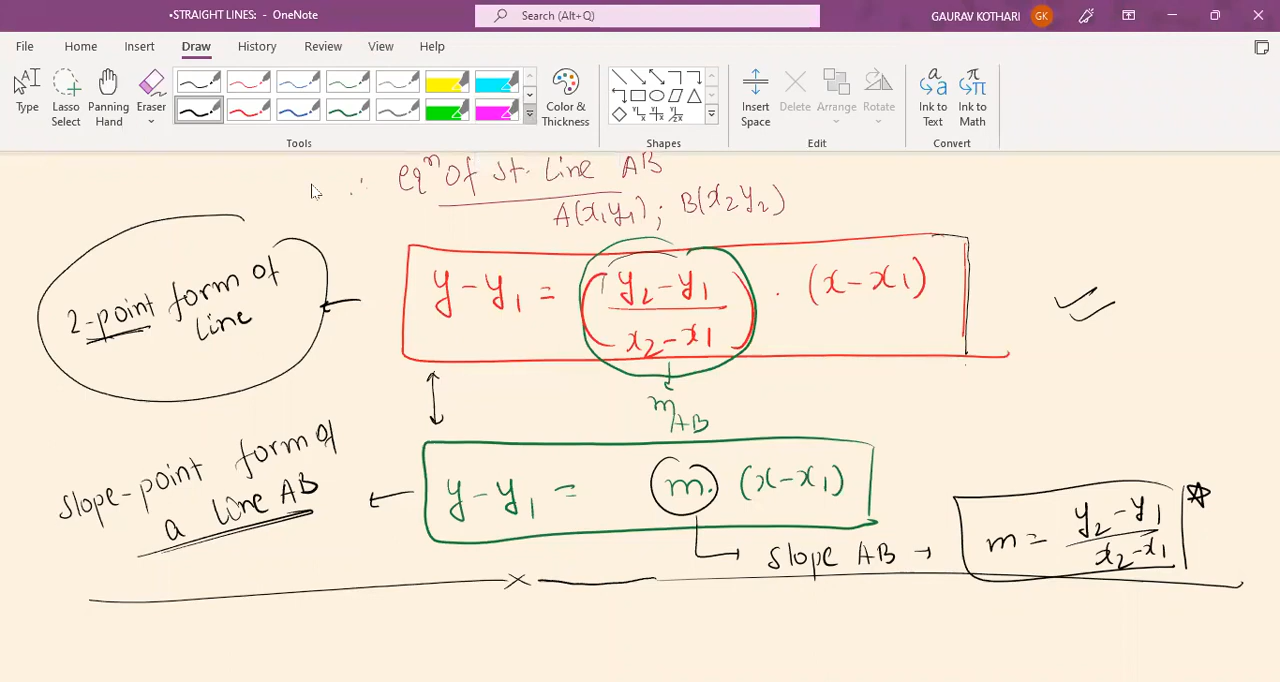 •STRAIGHT LINES: - OneNote
Search (Alt+Q)
GAURAV KOTHARI GK
File Home Insert Draw History Review View Help
Type Lasso Select Panning Hand Eraser Color & Thickness Insert Space Delete Arrange Rotate Ink to Text Ink to Math
Tools Shapes Edit Convert
∴ eqⁿ Of St. Line AB
A(x₁y₁); B(x₂y₂)
2-point form of line
y - y₁ = (y₂ - y₁ / x₂ - x₁) . (x - x₁)
m_AB
slope-point form of
a line AB
y - y₁ = m. (x - x₁)
slope AB → m = y₂ - y₁ / x₂ - x₁